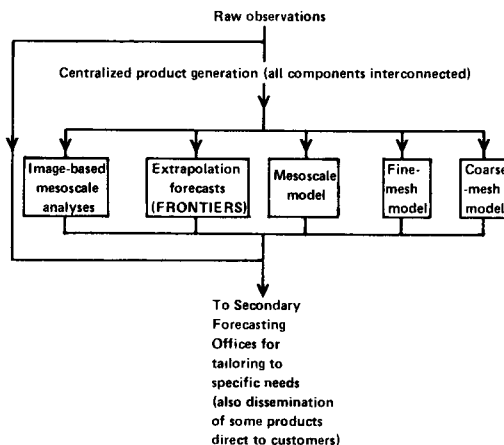 Raw observations
Centralized product generation (all components interconnected)
Image-based
mesoscale
analyses
Extrapolation
forecasts
(FRONTIERS)
Mesoscale
model
Fine-
mesh
model
Coarse
-mesh
model
To Secondary
Forecasting
Offices for
tailoring to
specific needs
(also dissemination
of some products
direct to customers)